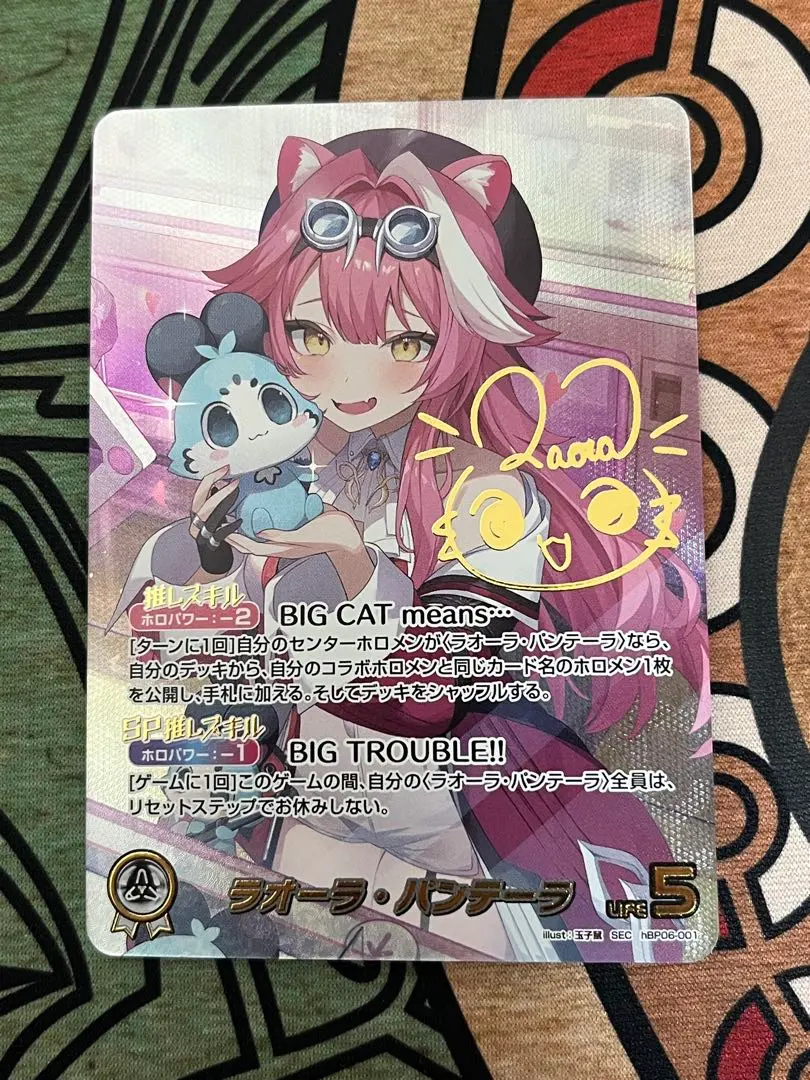 Raora
推しスキル
ホロパワー：－2
BIG CAT means…
[ターンに1回]自分のセンターホロメンが〈ラオーラ・パンテーラ〉なら、
自分のデッキから、自分のコラボホロメンと同じカード名のホロメン1枚
を公開し、手札に加える。そしてデッキをシャッフルする。
SP推しスキル
ホロパワー：－1
BIG TROUBLE!!
[ゲームに1回]このゲームの間、自分の〈ラオーラ・パンテーラ〉全員は、
リセットステップでお休みしない。
ラオーラ・パンテーラ
LIFE 5
illust：玉子鼠 SEC hBP06-001